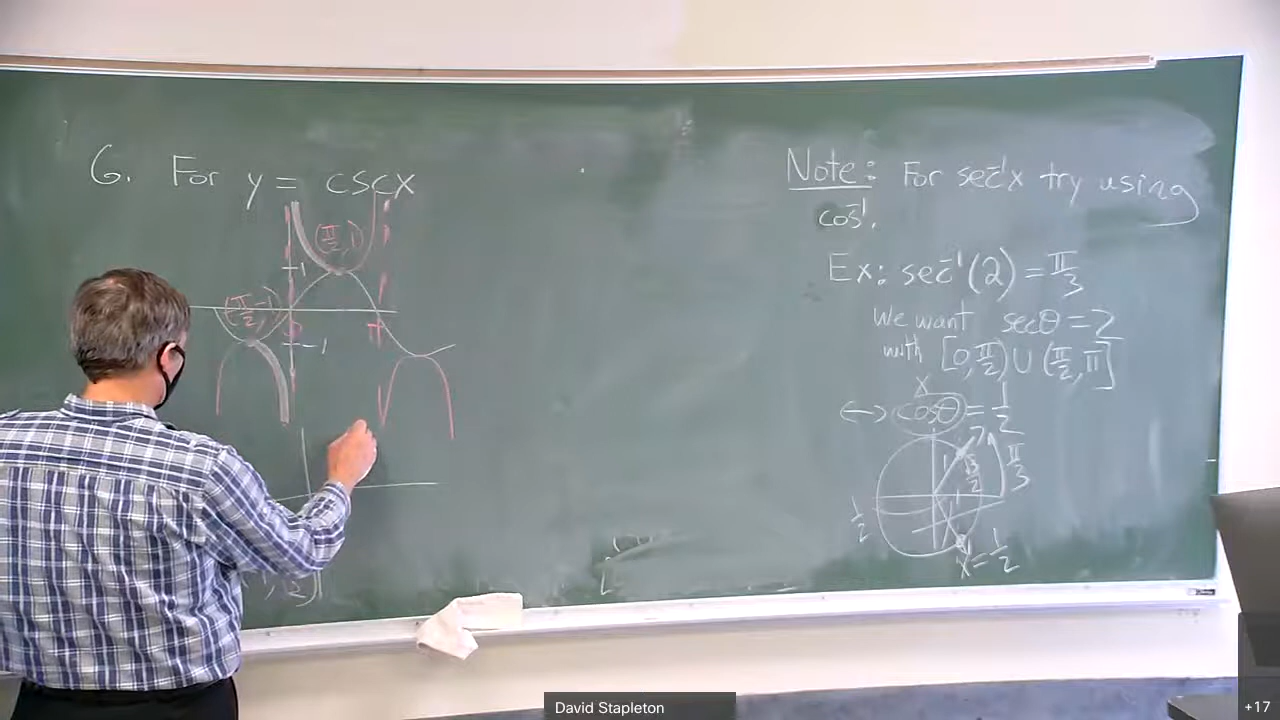 6. For y = cscx
(π/2, 1)
1
(π/2, -1)
π
-1
Note: For sec⁻¹x try using
cos⁻¹.
Ex: sec⁻¹(2) = π/3
We want secθ = 2
with [0, π/2) ∪ (π/2, π]
x
↔ cosθ = 1/2
π/3
1/2
x = 1/2
David Stapleton
+17